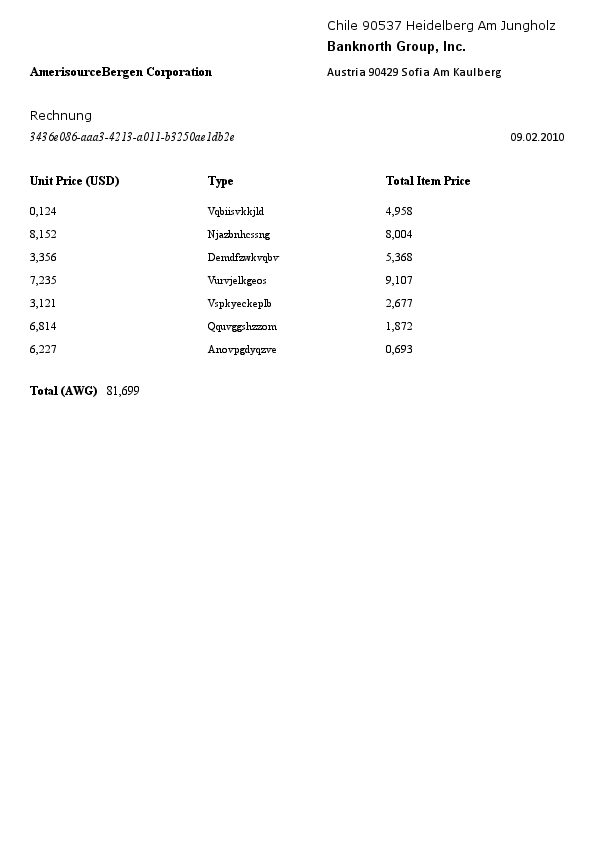 Chile 90537 Heidelberg Am Jungholz
Banknorth Group, Inc.
AmerisourceBergen Corporation Austria 90429 Sofia Am Kaulberg
Rechnung
3436e086-aaa3-4213-a011-b3250ae1db2e 09.02.2010
Unit Price (USD) Type Total Item Price
0,124 Vqbiisvkkjld 4,958
8,152 Njazbnhcssng 8,004
3,356 Demdfzwkvqbv 5,368
7,235 Vurvjelkgeos 9,107
3,121 Vspkyeckeplb 2,677
6,814 Qquvggshzzom 1,872
6,227 Anovpgdyqzve 0,693
Total (AWG) 81,699